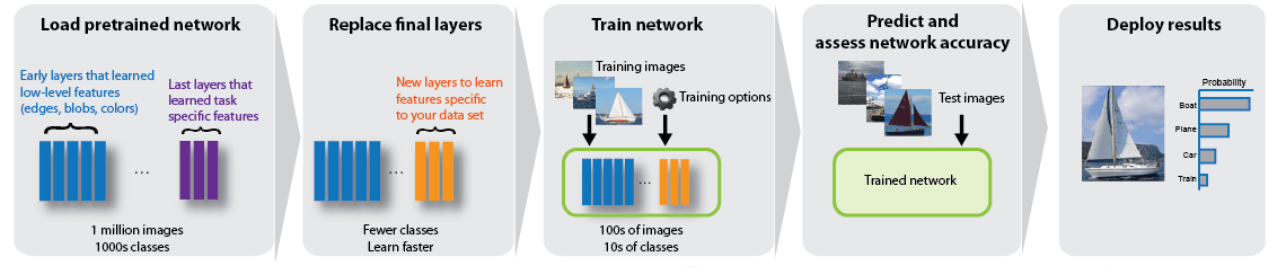 Load pretrained network
Early layers that learned
low-level features
(edges, blobs, colors)
Last layers that
learned task
specific features
...
1 million images
1000s classes
Replace final layers
New layers to learn
features specific
to your data set
...
Fewer classes
Learn faster
Train network
Training images
Training options
...
100s of images
10s of classes
Predict and
assess network accuracy
Test images
Trained network
Deploy results
Probability
Boat
Plane
Car
Train